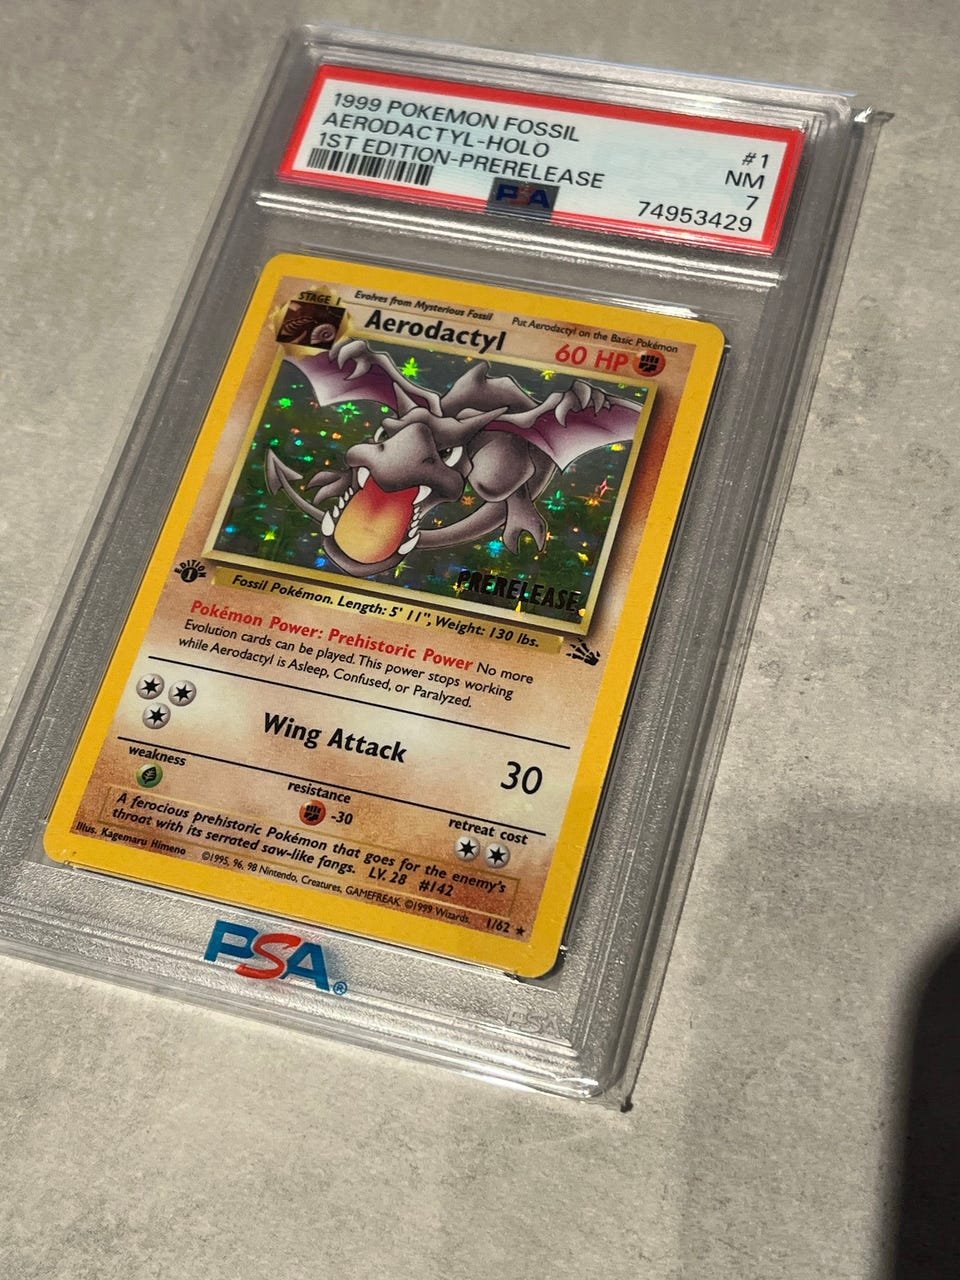 1999 POKEMON FOSSIL #1
AERODACTYL-HOLO NM
1ST EDITION-PRERELEASE 7
PSA 74953429
STAGE 1
Evolves from Mysterious Fossil
Put Aerodactyl on the Basic Pokémon
Aerodactyl
60 HP
PRERELEASE
EDITION
1
Fossil Pokémon. Length: 5' 11", Weight: 130 lbs.
Pokémon Power: Prehistoric Power No more
Evolution cards can be played. This power stops working
while Aerodactyl is Asleep, Confused, or Paralyzed.
Wing Attack 30
weakness
resistance
-30
retreat cost
A ferocious prehistoric Pokémon that goes for the enemy's
throat with its serrated saw-like fangs. LV. 28 #142
Illus. Kagemaru Himeno ©1995, 96, 98 Nintendo, Creatures, GAMEFREAK. ©1999 Wizards. 1/62 ★
PSA®
PSA